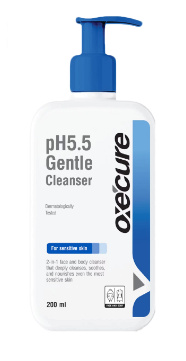 pH5.5
Gentle
Cleanser
Dermatologically
tested
For sensitive skin
2-in-1 face and body cleanser
that deeply cleanses, soothes,
and nourishes even the most
sensitive skin
200 ml
oxecure